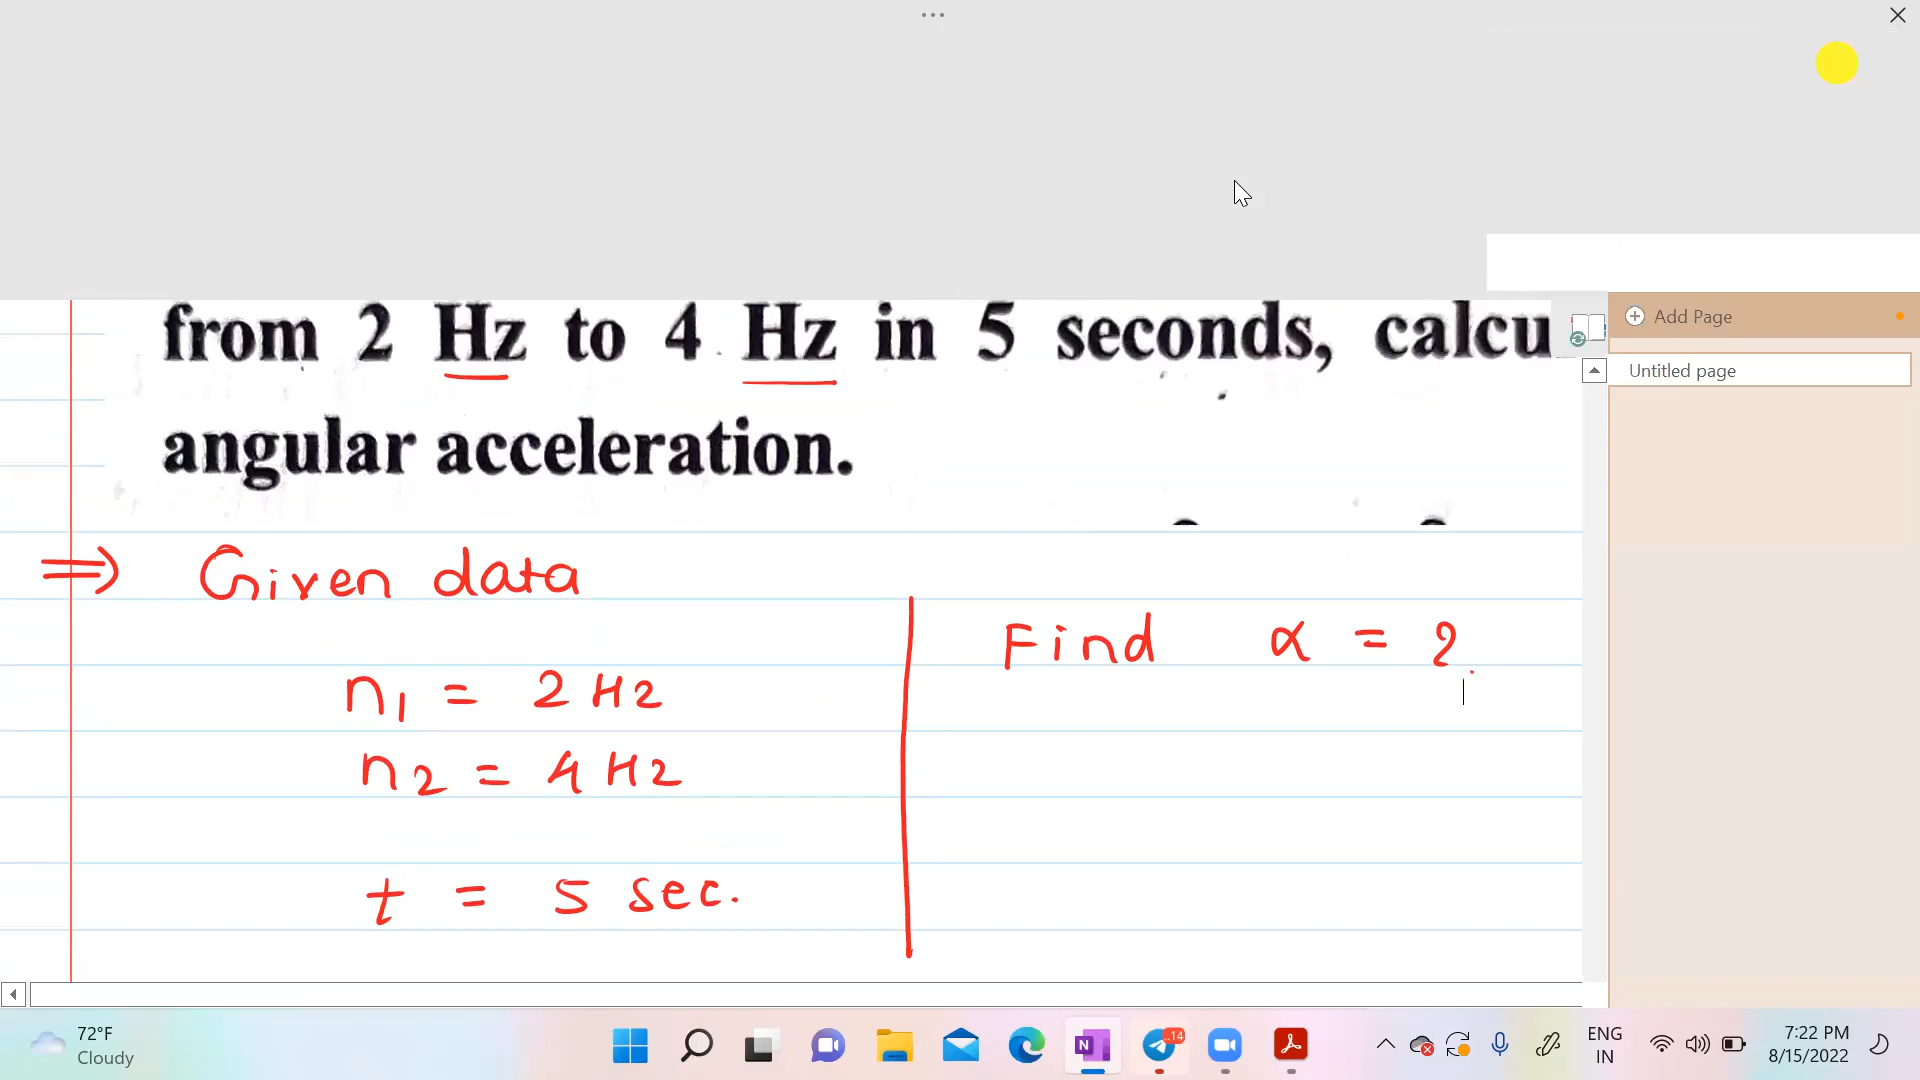 from 2 Hz to 4 Hz in 5 seconds, calcu
angular acceleration.
⇒ Given data
n1 = 2 Hz
n2 = 4 Hz
t = 5 sec.
Find α = ?
Add Page
Untitled page
72°F
Cloudy
N
..14
ENG
IN
7:22 PM
8/15/2022